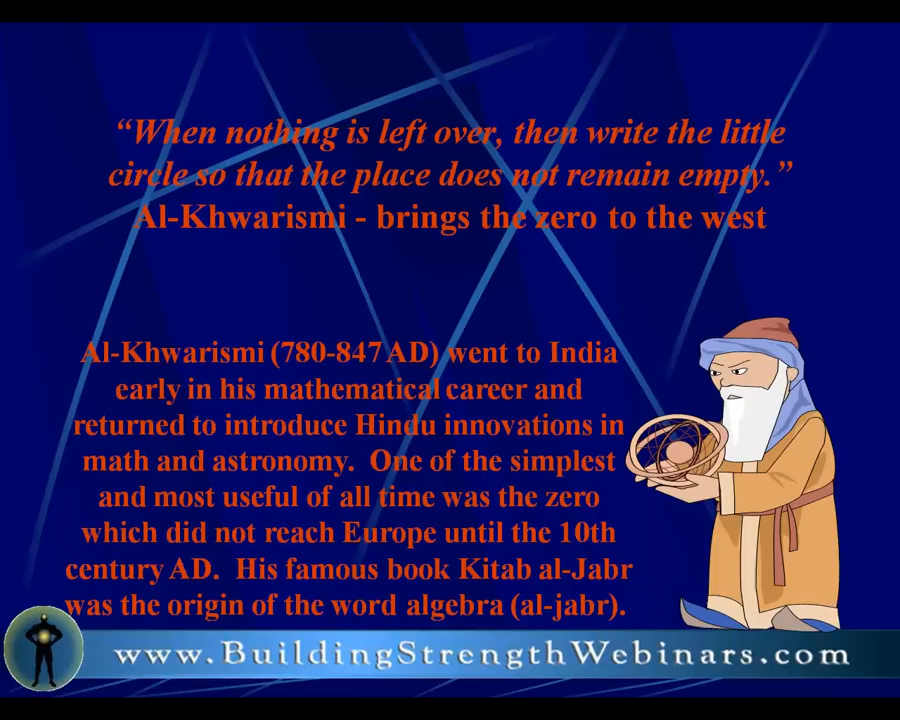 “When nothing is left over, then write the little
circle so that the place does not remain empty.”
Al-Khwarismi - brings the zero to the west
Al-Khwarismi (780-847 AD) went to India
early in his mathematical career and
returned to introduce Hindu innovations in
math and astronomy. One of the simplest
and most useful of all time was the zero
which did not reach Europe until the 10th
century AD. His famous book Kitab al-Jabr
was the origin of the word algebra (al-jabr).
www.BuildingStrengthWebinars.com